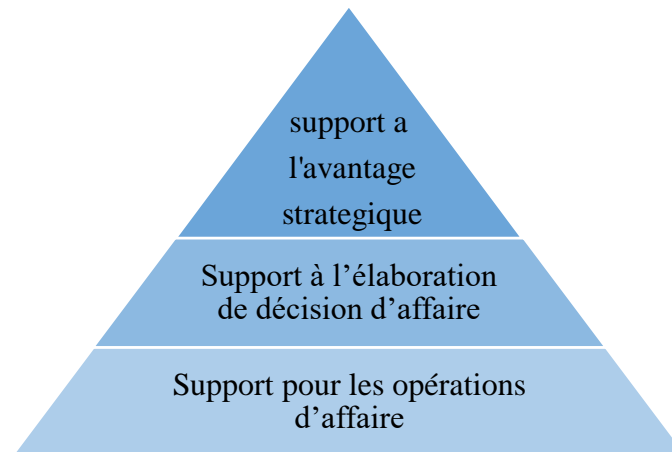 support a
l'avantage
strategique
Support à l’élaboration
de décision d’affaire
Support pour les opérations
d’affaire